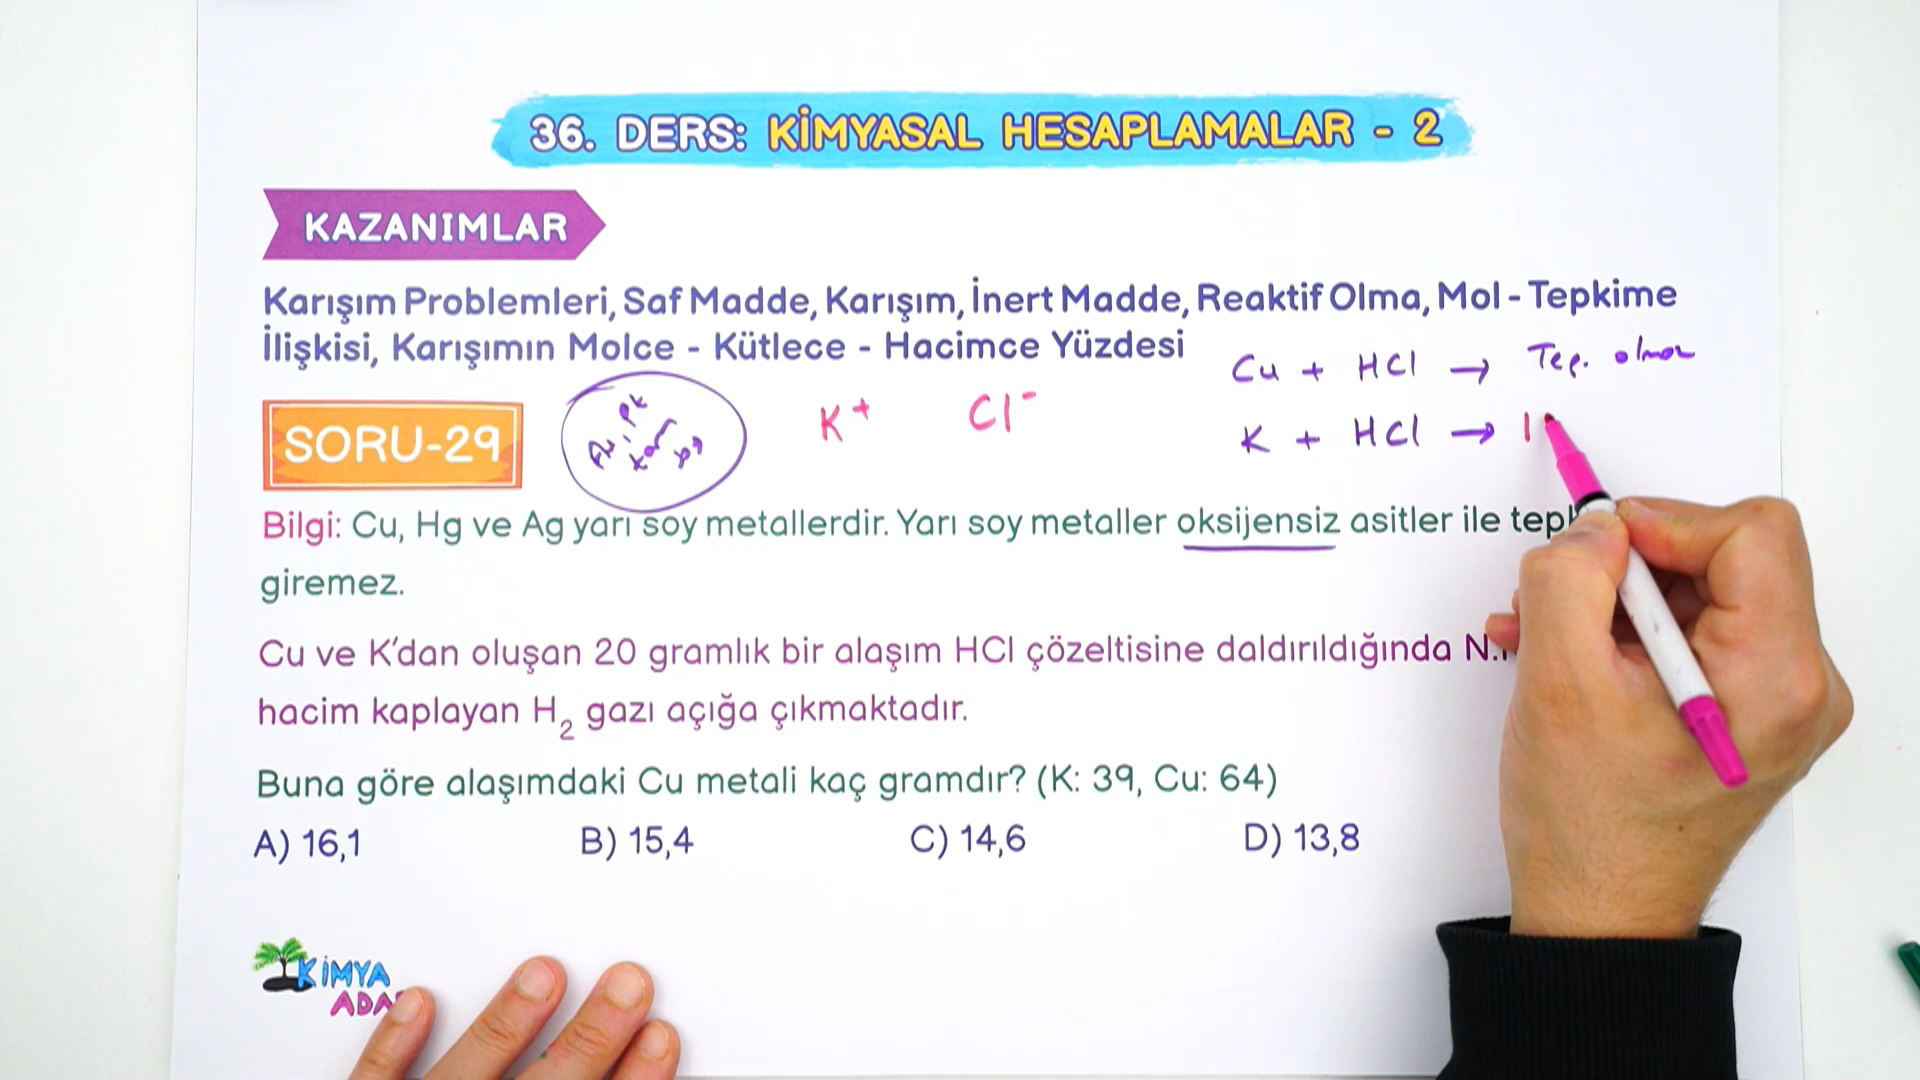 36. DERS: KİMYASAL HESAPLAMALAR - 2
KAZANIMLAR
Karışım Problemleri, Saf Madde, Karışım, İnert Madde, Reaktif Olma, Mol - Tepkime
İlişkisi, Karışımın Molce - Kütlece - Hacimce Yüzdesi
Cu + HCl → Tep. olmaz
K + HCl →
K+ Cl-
SORU-29
Bilgi: Cu, Hg ve Ag yarı soy metallerdir. Yarı soy metaller oksijensiz asitler ile
giremez.
Cu ve K'dan oluşan 20 gramlık bir alaşım HCl çözeltisine daldırıldığında
hacim kaplayan H2 gazı açığa çıkmaktadır.
Buna göre alaşımdaki Cu metali kaç gramdır? (K: 39, Cu: 64)
A) 16,1 B) 15,4 C) 14,6 D) 13,8
KİMYA